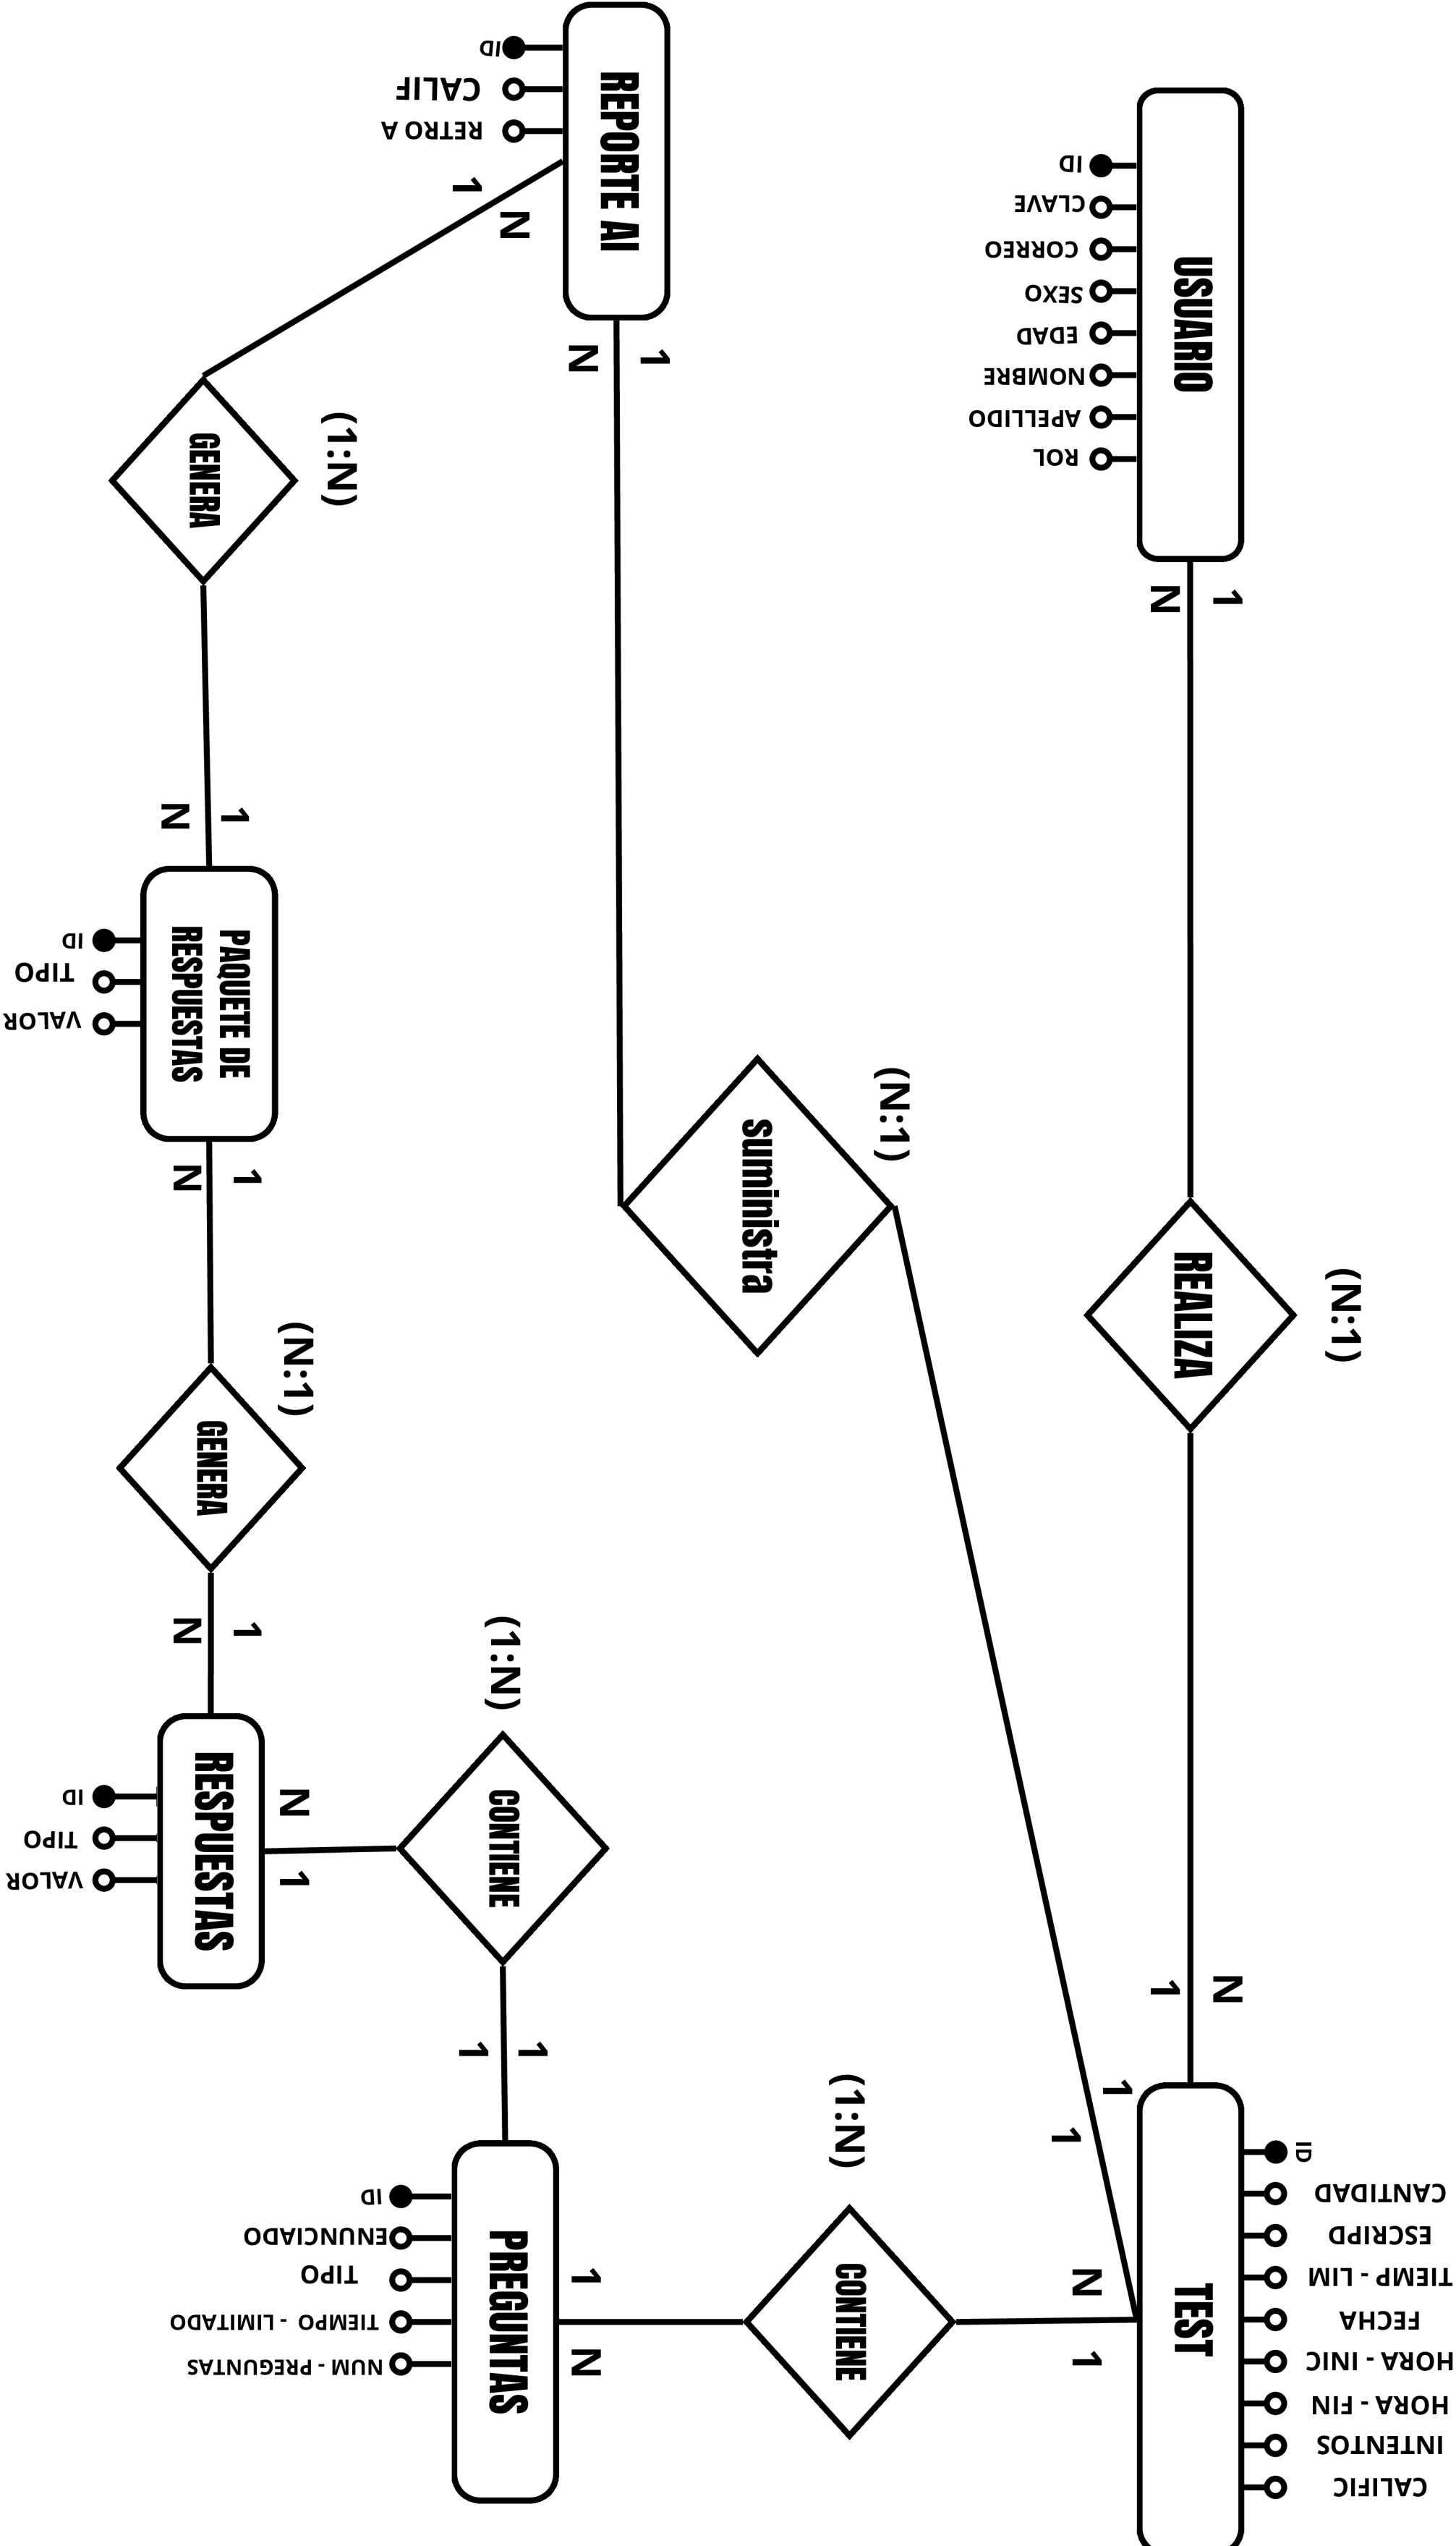 USUARIO
ID
CLAVE
CORREO
SEXO
EDAD
NOMBRE
APELLIDO
ROL
1
N
(N:1)
REALIZA
N
1
TEST
ID
CANTIDAD
ESCRIPD
TIEMP - LIM
FECHA
HORA - INIC
HORA - FIN
INTENTOS
CALIFIC
REPORTE AI
ID
CALIF
RETRO A
1
N
1
N
(N:1)
suministra
1
1
N
1
(1:N)
CONTIENE
1
N
PREGUNTAS
ID
ENUNCIADO
TIPO
TIEMPO - LIMITADO
NUM - PREGUNTAS
1
1
(1:N)
CONTIENE
N
1
RESPUESTAS
ID
TIPO
VALOR
1
N
(N:1)
GENERA
1
N
PAQUETE DE
RESPUESTAS
ID
TIPO
VALOR
1
N
(1:N)
GENERA